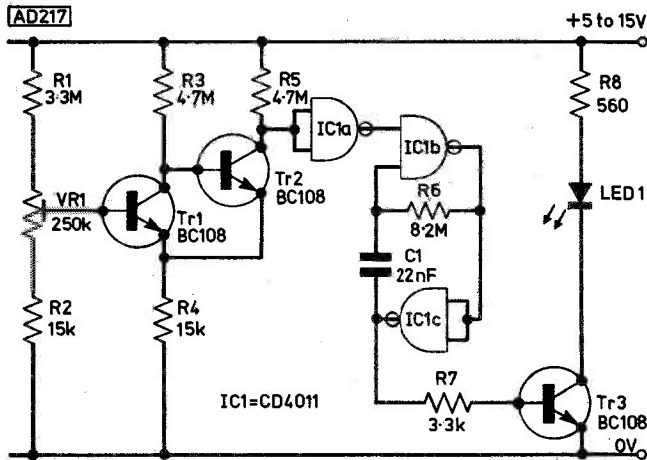 AD217
+5 to 15V
R1
3·3M
R3
4·7M
R5
4·7M
R8
560
IC1a
IC1b
VR1
250k
Tr1
BC108
Tr2
BC108
R6
8·2M
LED1
C1
22nF
IC1c
R2
15k
R4
15k
IC1=CD4011
R7
3·3k
Tr3
BC108
0V